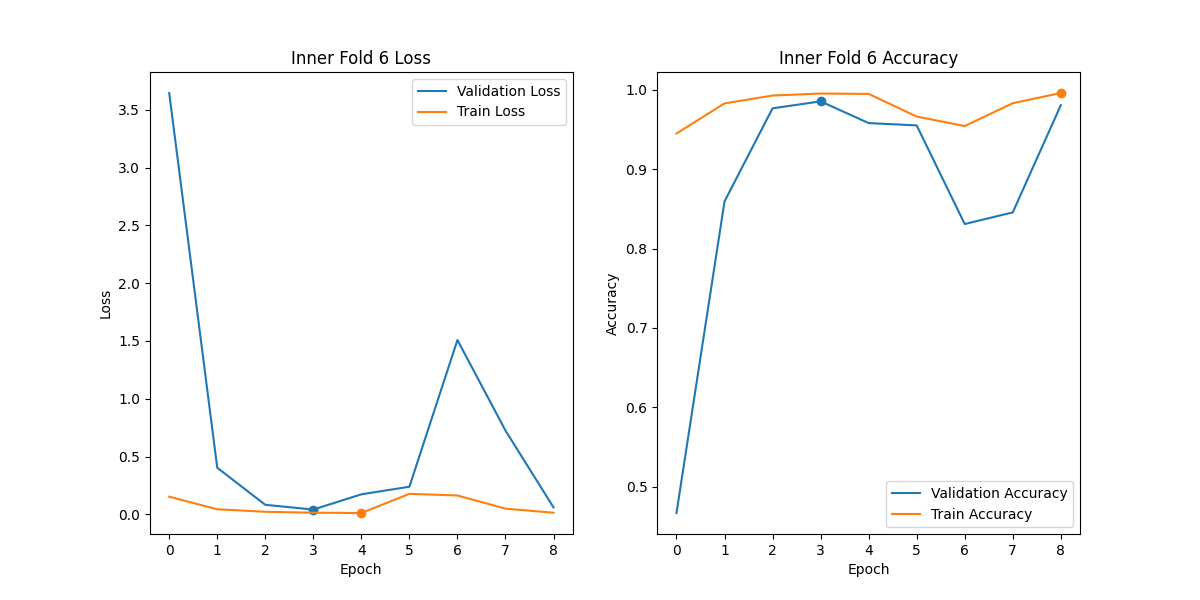 Inner Fold 6 Loss
Validation Loss
Train Loss
Loss
3.5
3.0
2.5
2.0
1.5
1.0
0.5
0.0
0 1 2 3 4 5 6 7 8
Epoch
Inner Fold 6 Accuracy
Accuracy
1.0
0.9
0.8
0.7
0.6
0.5
Validation Accuracy
Train Accuracy
0 1 2 3 4 5 6 7 8
Epoch